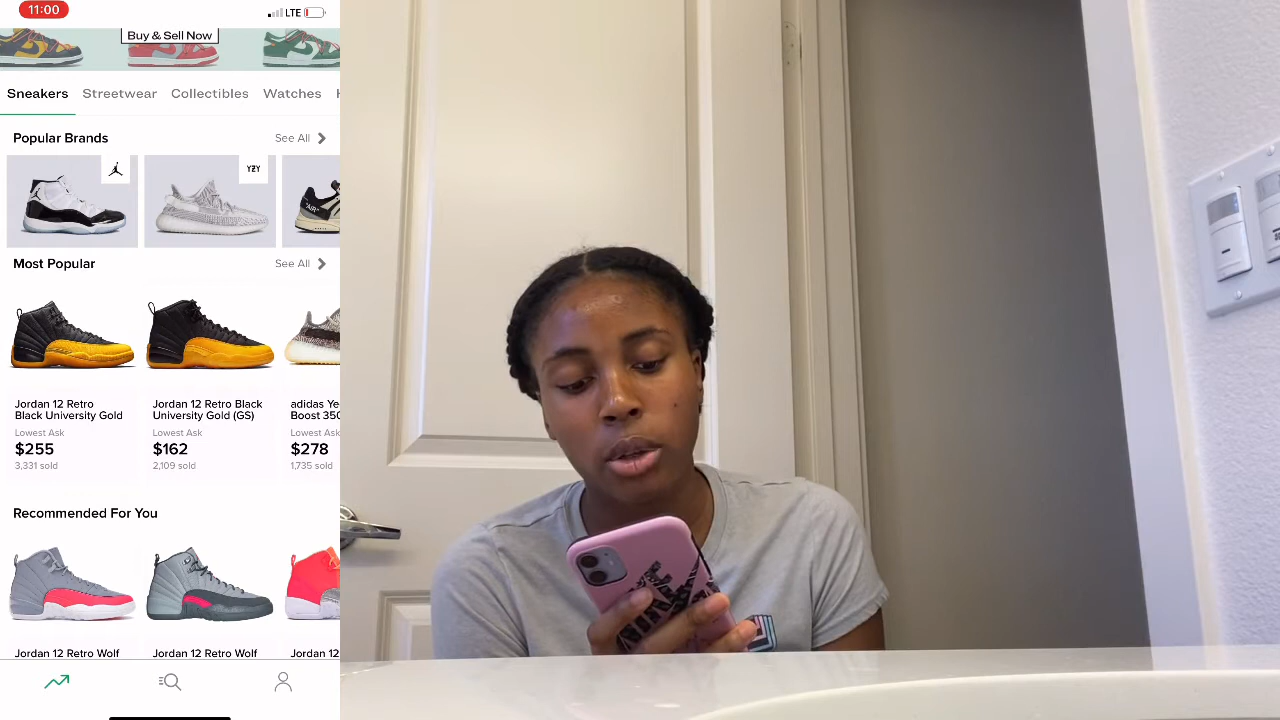 11:00
LTE
Buy & Sell Now
Sneakers Streetwear Collectibles Watches
Popular Brands See All
YZY
"AIR"
Most Popular See All
Jordan 12 Retro
Black University Gold
Lowest Ask
$255
3,331 sold
Jordan 12 Retro Black
University Gold (GS)
Lowest Ask
$162
2,109 sold
adidas Ye
Boost 350
Lowest Ask
$278
1,735 sold
Recommended For You
Jordan 12 Retro Wolf
Jordan 12 Retro Wolf
Jordan 12